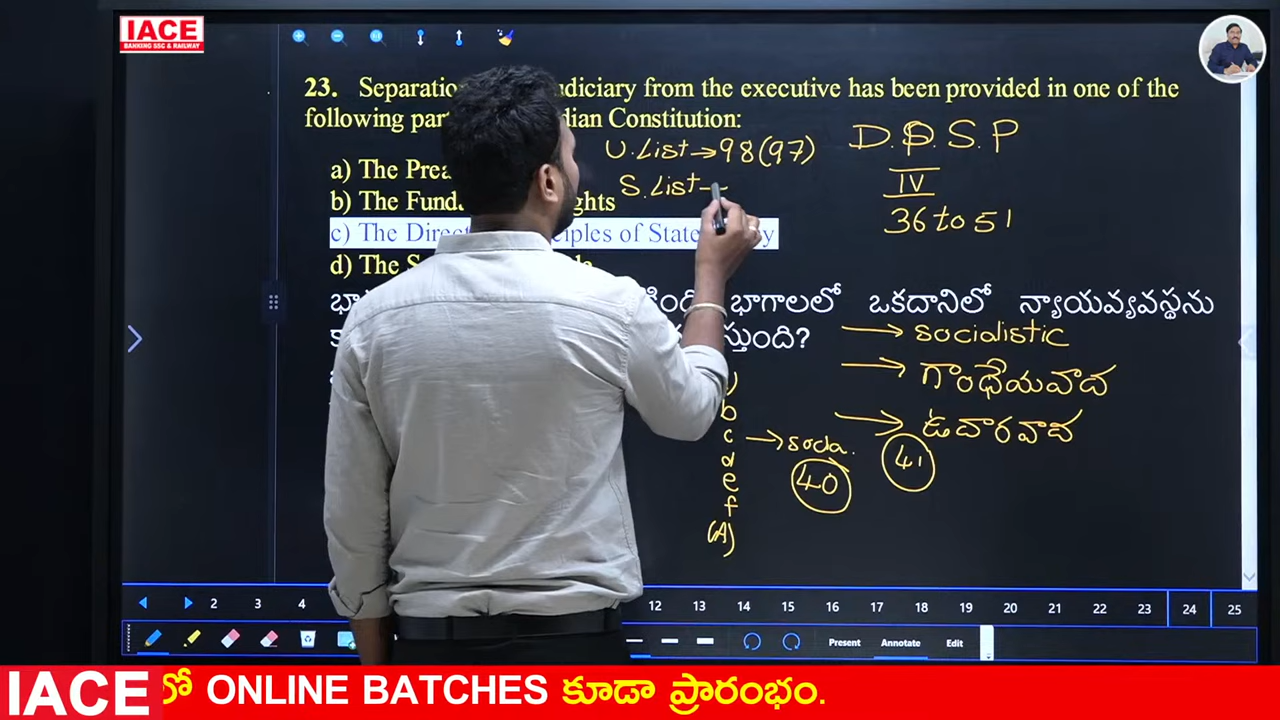 IACE
BANKING SSC & RAILWAY
23. Separatio udiciary from the executive has been provided in one of the
following par dian Constitution:
a) The Prea
b) The Funda ghts
c) The Direct ciples of State y
d) The S
U. List → 98 (97)
S. List -
D.D.S.P
IV
36 to 51
భా కింది భాగాలలో ఒకదానిలో న్యాయవ్యవస్థను
స్తుంది?
→ socialistic
→ గాంధేయవాద
→ ఉదారవాద
b
c → socia.
d
e
f
(A)
40
41
2 3 4 12 13 14 15 16 17 18 19 20 21 22 23 24 25
Present Annotate Edit
IACE లో ONLINE BATCHES కూడా ప్రారంభం.